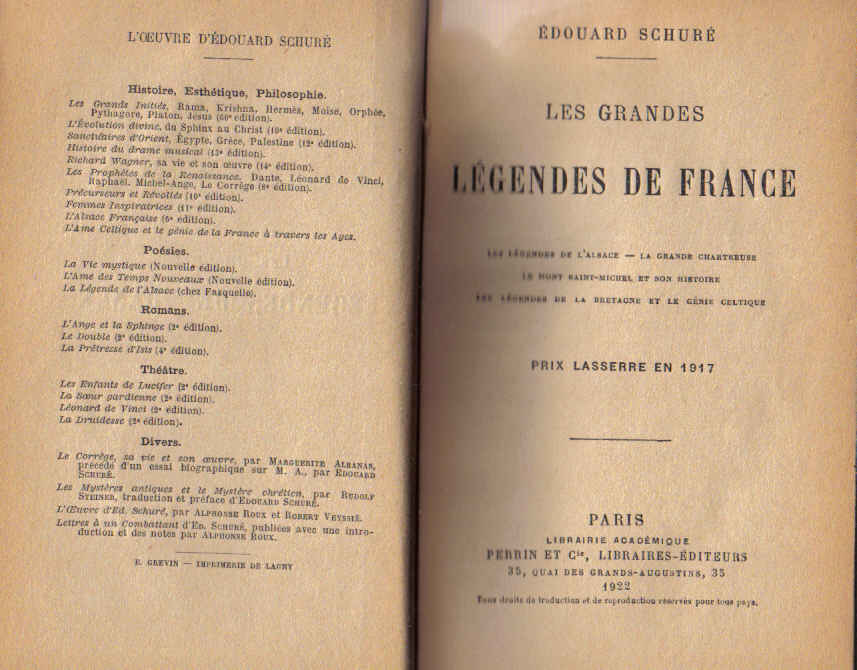 L'ŒUVRE D'ÉDOUARD SCHURÉ
Histoire, Esthétique, Philosophie.
Les Grands Initiés, Rama, Krishna, Hermès, Moïse, Orphée,
Pythagore, Platon, Jésus (66e édition).
L'Évolution divine, du Sphinx au Christ (10e édition).
Sanctuaires d'Orient, Égypte, Grèce, Palestine (12e édition).
Histoire du drame musical (13e édition).
Richard Wagner, sa vie et son œuvre (14e édition).
Les Prophètes de la Renaissance. Dante, Léonard de Vinci,
Raphaël, Michel-Ange, Le Corrège (8e édition).
Précurseurs et Révoltés (10e édition).
Femmes Inspiratrices (11e édition).
L'Alsace Française (6e édition).
L'Ame Celtique et le génie de la France à travers les Ages.
Poésies.
La Vie mystique (Nouvelle édition).
L'Ame des Temps Nouveaux (Nouvelle édition).
La Légende de l'Alsace (chez Fasquelle).
Romans.
L'Ange et la Sphinge (2e édition).
Le Double (2e édition).
La Prêtresse d'Isis (4e édition).
Théâtre.
Les Enfants de Lucifer (2e édition).
La Sœur gardienne (2e édition).
Léonard de Vinci (2e édition).
La Druidesse (2e édition).
Divers.
Le Corrège, sa vie et son œuvre, par MARGUERITE ALBANAS,
précédé d'un essai biographique sur M. A., par EDOUARD
SCHURÉ.
Les Mystères antiques et le Mystère chrétien, par RUDOLF
STEINER, traduction et préface d'EDOUARD SCHURÉ.
L'Œuvre d'Ed. Schuré, par ALPHONSE ROUX et ROBERT VEYSSIÉ.
Lettres à un Combattant d'ED. SCHURÉ, publiées avec une intro-
duction et des notes par ALPHONSE ROUX.
E. GREVIN — IMPRIMERIE DE LAGNY
ÉDOUARD SCHURÉ
LES GRANDES
LÉGENDES DE FRANCE
LES LÉGENDES DE L'ALSACE — LA GRANDE CHARTREUSE
LE MONT SAINT-MICHEL ET SON HISTOIRE
LES LÉGENDES DE LA BRETAGNE ET LE GÉNIE CELTIQUE
PRIX LASSERRE EN 1917
PARIS
LIBRAIRIE ACADÉMIQUE
PERRIN ET Cie, LIBRAIRES-ÉDITEURS
35, QUAI DES GRANDS-AUGUSTINS, 35
1922
Tous droits de traduction et de reproduction réservés pour tous pays.